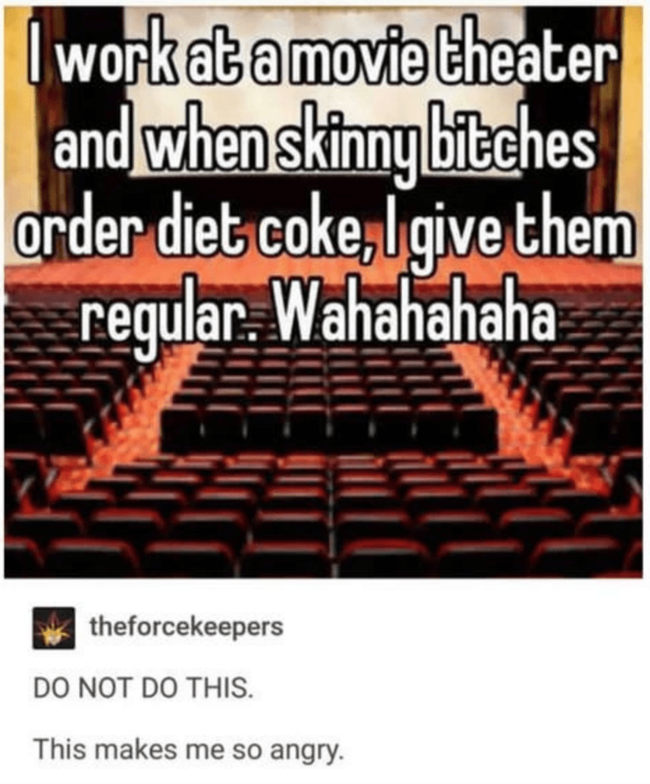 I work at a movie theater
and when skinny bitches
order diet coke, I give them
regular. Wahahahaha
theforcekeepers
DO NOT DO THIS.
This makes me so angry.